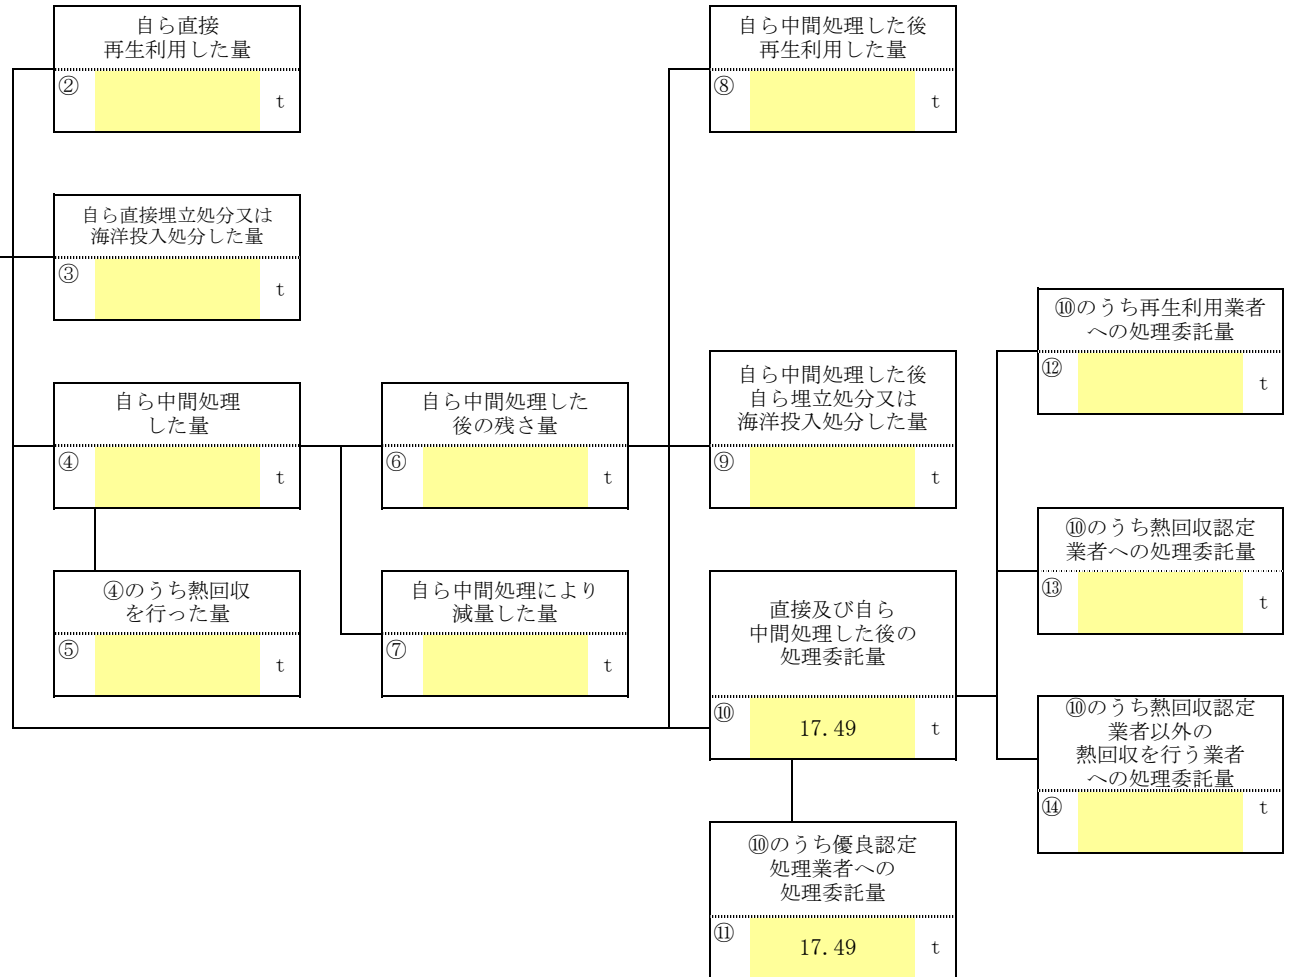 自ら直接
再生利用した量
②
t
自ら中間処理した後
再生利用した量
⑧
t
自ら直接埋立処分又は
海洋投入処分した量
③
t
⑩のうち再生利用業者
への処理委託量
⑫
t
自ら中間処理
した量
④
t
自ら中間処理した
後の残さ量
⑥
t
自ら中間処理した後
自ら埋立処分又は
海洋投入処分した量
⑨
t
⑩のうち熱回収認定
業者への処理委託量
⑬
t
④のうち熱回収
を行った量
⑤
t
自ら中間処理により
減量した量
⑦
t
直接及び自ら
中間処理した後の
処理委託量
⑩ 17.49 t
⑩のうち熱回収認定
業者以外の
熱回収を行う業者
への処理委託量
⑭
t
⑩のうち優良認定
処理業者への
処理委託量
⑪ 17.49 t